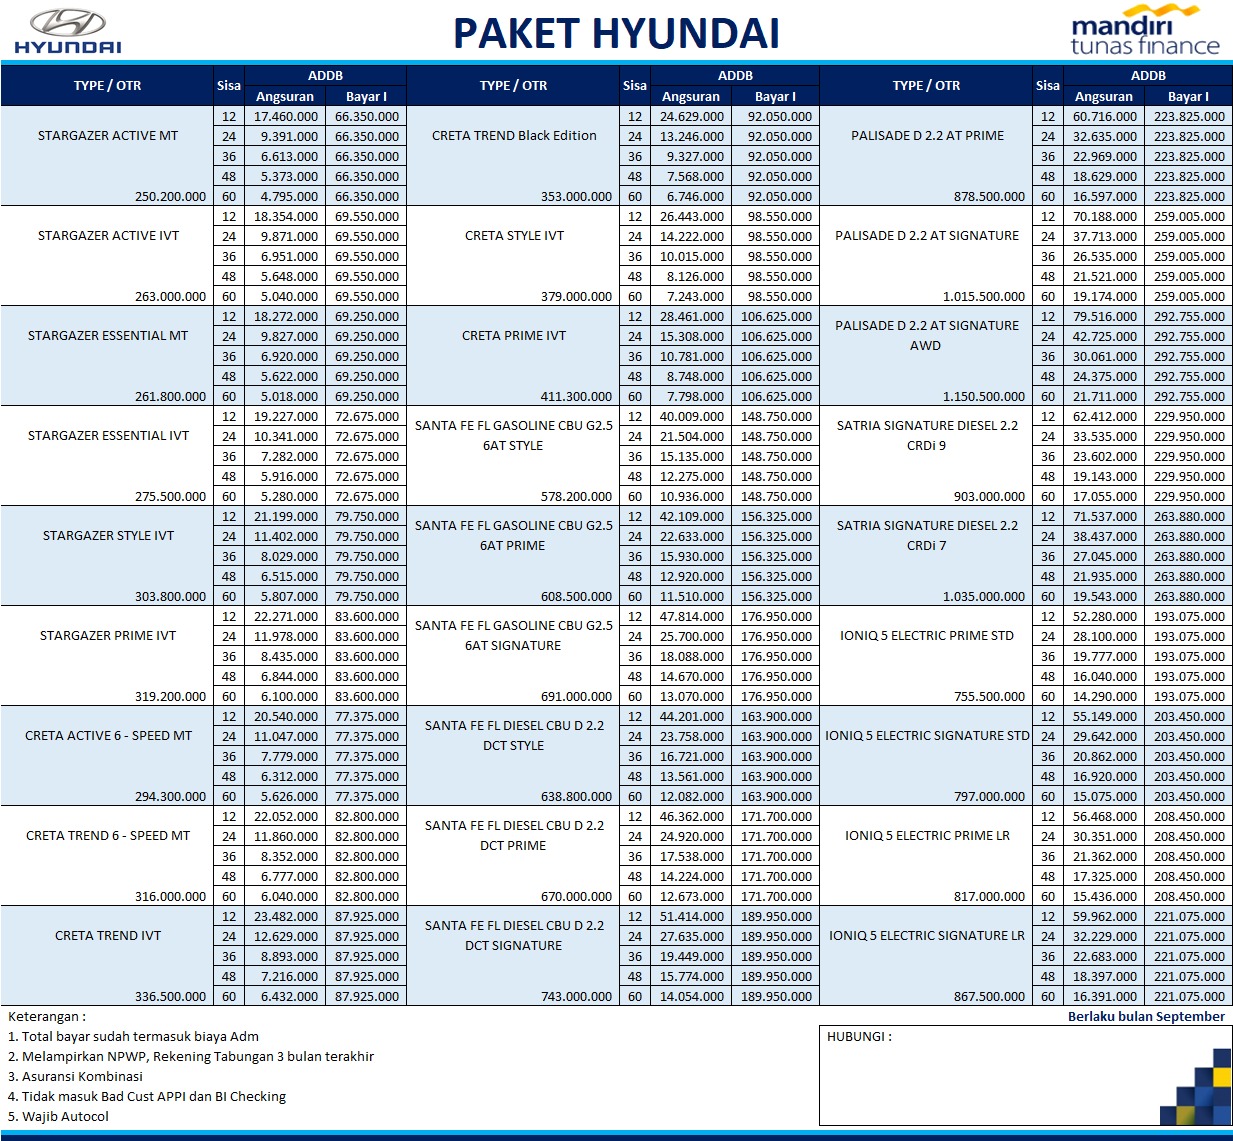 HYUNDAI
PAKET HYUNDAI
mandiri
tunas finance
TYPE / OTR Sisa ADDB TYPE / OTR Sisa ADDB TYPE / OTR Sisa ADDB
Angsuran Bayar I Angsuran Bayar I Angsuran Bayar I
12 17.460.000 66.350.000 12 24.629.000 92.050.000 12 60.716.000 223.825.000
STARGAZER ACTIVE MT 24 9.391.000 66.350.000 CRETA TREND Black Edition 24 13.246.000 92.050.000 PALISADE D 2.2 AT PRIME 24 32.635.000 223.825.000
36 6.613.000 66.350.000 36 9.327.000 92.050.000 36 22.969.000 223.825.000
48 5.373.000 66.350.000 48 7.568.000 92.050.000 48 18.629.000 223.825.000
250.200.000 60 4.795.000 66.350.000 353.000.000 60 6.746.000 92.050.000 878.500.000 60 16.597.000 223.825.000
12 18.354.000 69.550.000 12 26.443.000 98.550.000 12 70.188.000 259.005.000
STARGAZER ACTIVE IVT 24 9.871.000 69.550.000 CRETA STYLE IVT 24 14.222.000 98.550.000 PALISADE D 2.2 AT SIGNATURE 24 37.713.000 259.005.000
36 6.951.000 69.550.000 36 10.015.000 98.550.000 36 26.535.000 259.005.000
48 5.648.000 69.550.000 48 8.126.000 98.550.000 48 21.521.000 259.005.000
263.000.000 60 5.040.000 69.550.000 379.000.000 60 7.243.000 98.550.000 1.015.500.000 60 19.174.000 259.005.000
12 18.272.000 69.250.000 12 28.461.000 106.625.000 PALISADE D 2.2 AT SIGNATURE 12 79.516.000 292.755.000
STARGAZER ESSENTIAL MT 24 9.827.000 69.250.000 CRETA PRIME IVT 24 15.308.000 106.625.000 AWD 24 42.725.000 292.755.000
36 6.920.000 69.250.000 36 10.781.000 106.625.000 36 30.061.000 292.755.000
48 5.622.000 69.250.000 48 8.748.000 106.625.000 48 24.375.000 292.755.000
261.800.000 60 5.018.000 69.250.000 411.300.000 60 7.798.000 106.625.000 1.150.500.000 60 21.711.000 292.755.000
12 19.227.000 72.675.000 SANTA FE FL GASOLINE CBU G2.5 12 40.009.000 148.750.000 SATRIA SIGNATURE DIESEL 2.2 12 62.412.000 229.950.000
STARGAZER ESSENTIAL IVT 24 10.341.000 72.675.000 6AT STYLE 24 21.504.000 148.750.000 CRDi 9 24 33.535.000 229.950.000
36 7.282.000 72.675.000 36 15.135.000 148.750.000 36 23.602.000 229.950.000
48 5.916.000 72.675.000 48 12.275.000 148.750.000 48 19.143.000 229.950.000
275.500.000 60 5.280.000 72.675.000 578.200.000 60 10.936.000 148.750.000 903.000.000 60 17.055.000 229.950.000
12 21.199.000 79.750.000 SANTA FE FL GASOLINE CBU G2.5 12 42.109.000 156.325.000 SATRIA SIGNATURE DIESEL 2.2 12 71.537.000 263.880.000
STARGAZER STYLE IVT 24 11.402.000 79.750.000 6AT PRIME 24 22.633.000 156.325.000 CRDi 7 24 38.437.000 263.880.000
36 8.029.000 79.750.000 36 15.930.000 156.325.000 36 27.045.000 263.880.000
48 6.515.000 79.750.000 48 12.920.000 156.325.000 48 21.935.000 263.880.000
303.800.000 60 5.807.000 79.750.000 608.500.000 60 11.510.000 156.325.000 1.035.000.000 60 19.543.000 263.880.000
12 22.271.000 83.600.000 SANTA FE FL GASOLINE CBU G2.5 12 47.814.000 176.950.000 12 52.280.000 193.075.000
STARGAZER PRIME IVT 24 11.978.000 83.600.000 6AT SIGNATURE 24 25.700.000 176.950.000 IONIQ 5 ELECTRIC PRIME STD 24 28.100.000 193.075.000
36 8.435.000 83.600.000 36 18.088.000 176.950.000 36 19.777.000 193.075.000
48 6.844.000 83.600.000 48 14.670.000 176.950.000 48 16.040.000 193.075.000
319.200.000 60 6.100.000 83.600.000 691.000.000 60 13.070.000 176.950.000 755.500.000 60 14.290.000 193.075.000
12 20.540.000 77.375.000 SANTA FE FL DIESEL CBU D 2.2 12 44.201.000 163.900.000 12 55.149.000 203.450.000
CRETA ACTIVE 6 - SPEED MT 24 11.047.000 77.375.000 DCT STYLE 24 23.758.000 163.900.000 IONIQ 5 ELECTRIC SIGNATURE STD 24 29.642.000 203.450.000
36 7.779.000 77.375.000 36 16.721.000 163.900.000 36 20.862.000 203.450.000
48 6.312.000 77.375.000 48 13.561.000 163.900.000 48 16.920.000 203.450.000
294.300.000 60 5.626.000 77.375.000 638.800.000 60 12.082.000 163.900.000 797.000.000 60 15.075.000 203.450.000
12 22.052.000 82.800.000 SANTA FE FL DIESEL CBU D 2.2 12 46.362.000 171.700.000 12 56.468.000 208.450.000
CRETA TREND 6 - SPEED MT 24 11.860.000 82.800.000 DCT PRIME 24 24.920.000 171.700.000 IONIQ 5 ELECTRIC PRIME LR 24 30.351.000 208.450.000
36 8.352.000 82.800.000 36 17.538.000 171.700.000 36 21.362.000 208.450.000
48 6.777.000 82.800.000 48 14.224.000 171.700.000 48 17.325.000 208.450.000
316.000.000 60 6.040.000 82.800.000 670.000.000 60 12.673.000 171.700.000 817.000.000 60 15.436.000 208.450.000
12 23.482.000 87.925.000 SANTA FE FL DIESEL CBU D 2.2 12 51.414.000 189.950.000 12 59.962.000 221.075.000
CRETA TREND IVT 24 12.629.000 87.925.000 DCT SIGNATURE 24 27.635.000 189.950.000 IONIQ 5 ELECTRIC SIGNATURE LR 24 32.229.000 221.075.000
36 8.893.000 87.925.000 36 19.449.000 189.950.000 36 22.683.000 221.075.000
48 7.216.000 87.925.000 48 15.774.000 189.950.000 48 18.397.000 221.075.000
336.500.000 60 6.432.000 87.925.000 743.000.000 60 14.054.000 189.950.000 867.500.000 60 16.391.000 221.075.000
Keterangan : Berlaku bulan September
1. Total bayar sudah termasuk biaya Adm HUBUNGI :
2. Melampirkan NPWP, Rekening Tabungan 3 bulan terakhir
3. Asuransi Kombinasi
4. Tidak masuk Bad Cust APPI dan BI Checking
5. Wajib Autocol